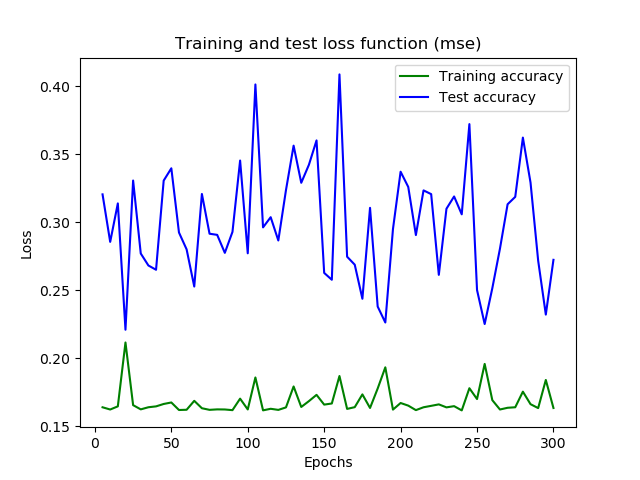 Training and test loss function (mse)
Training accuracy
Test accuracy
0.40
0.35
0.30
0.25
0.20
0.15
Loss
0
50
100
150
200
250
300
Epochs